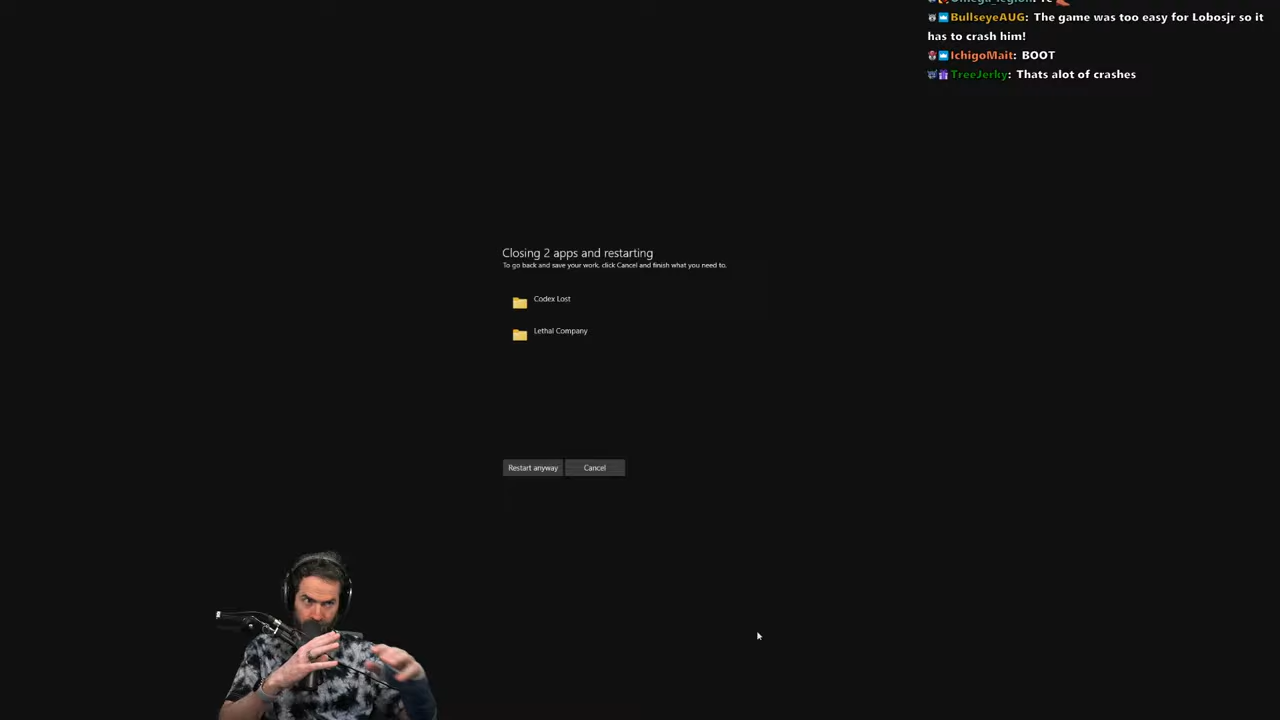 BullseyeAUG: The game was too easy for Lobosjr so it
has to crash him!
IchigoMait: BOOT
TreeJerky: Thats alot of crashes
Closing 2 apps and restarting
To go back and save your work, click Cancel and finish what you need to.
Codex Lost
Lethal Company
Restart anyway
Cancel